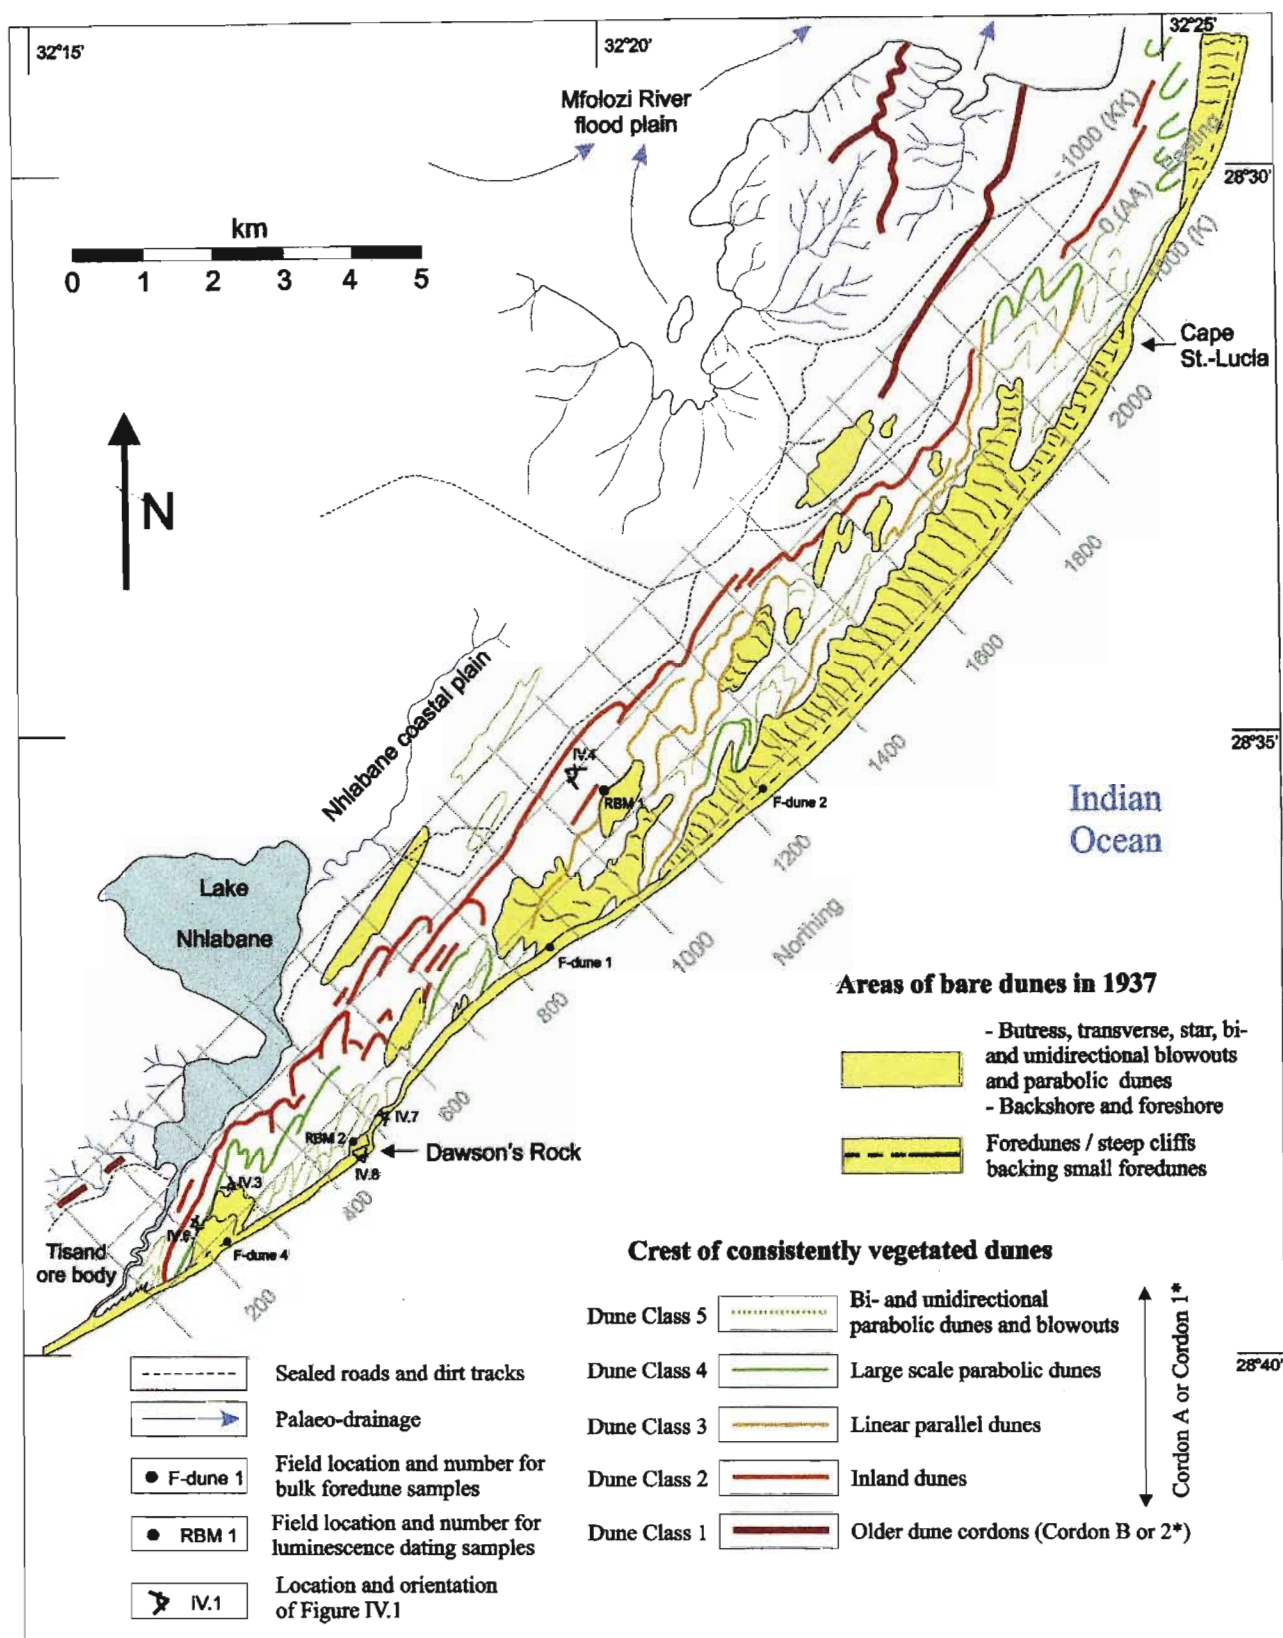 32°15'
32°20'
32°25'
Mfolozi River
flood plain
- 1000 (KK)
Easting
0 (AA)
1000 (K)
28°30'
km
0 1 2 3 4 5
Cape
St.-Lucia
N
2000
1800
1600
1400
1200
1000
800
600
400
200
Northing
Nhlabane coastal plain
28°35'
IV.4
RBM 1
F-dune 2
Indian
Ocean
Lake
Nhlabane
F-dune 1
IV.7
RBM 2
Dawson's Rock
IV.8
IV.3
IV.6
F-dune 4
Tisand
ore body
28°40'
Areas of bare dunes in 1937
- Butress, transverse, star, bi-
and unidirectional blowouts
and parabolic dunes
- Backshore and foreshore
Foredunes / steep cliffs
backing small foredunes
Crest of consistently vegetated dunes
Dune Class 5 Bi- and unidirectional
parabolic dunes and blowouts
Dune Class 4 Large scale parabolic dunes
Dune Class 3 Linear parallel dunes
Dune Class 2 Inland dunes
Dune Class 1 Older dune cordons (Cordon B or 2*)
Cordon A or Cordon 1*
Sealed roads and dirt tracks
Palaeo-drainage
F-dune 1 Field location and number for
bulk foredune samples
RBM 1 Field location and number for
luminescence dating samples
IV.1 Location and orientation
of Figure IV.1